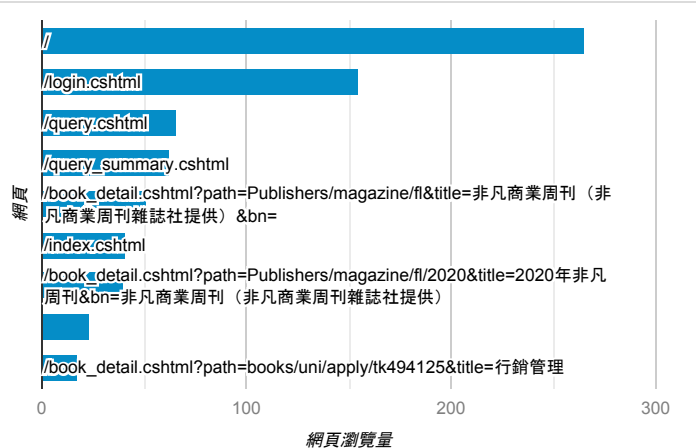 /
/login.cshtml
/query.cshtml
/query_summary.cshtml
/book_detail.cshtml?path=Publishers/magazine/fl&title=非凡商業周刊（非
凡商業周刊雜誌社提供）&bn=
/index.cshtml
/book_detail.cshtml?path=Publishers/magazine/fl/2020&title=2020年非凡
周刊&bn=非凡商業周刊（非凡商業周刊雜誌社提供）
/book_detail.cshtml?path=books/uni/apply/tk494125&title=行銷管理
網頁
0 100 200 300
網頁瀏覽量